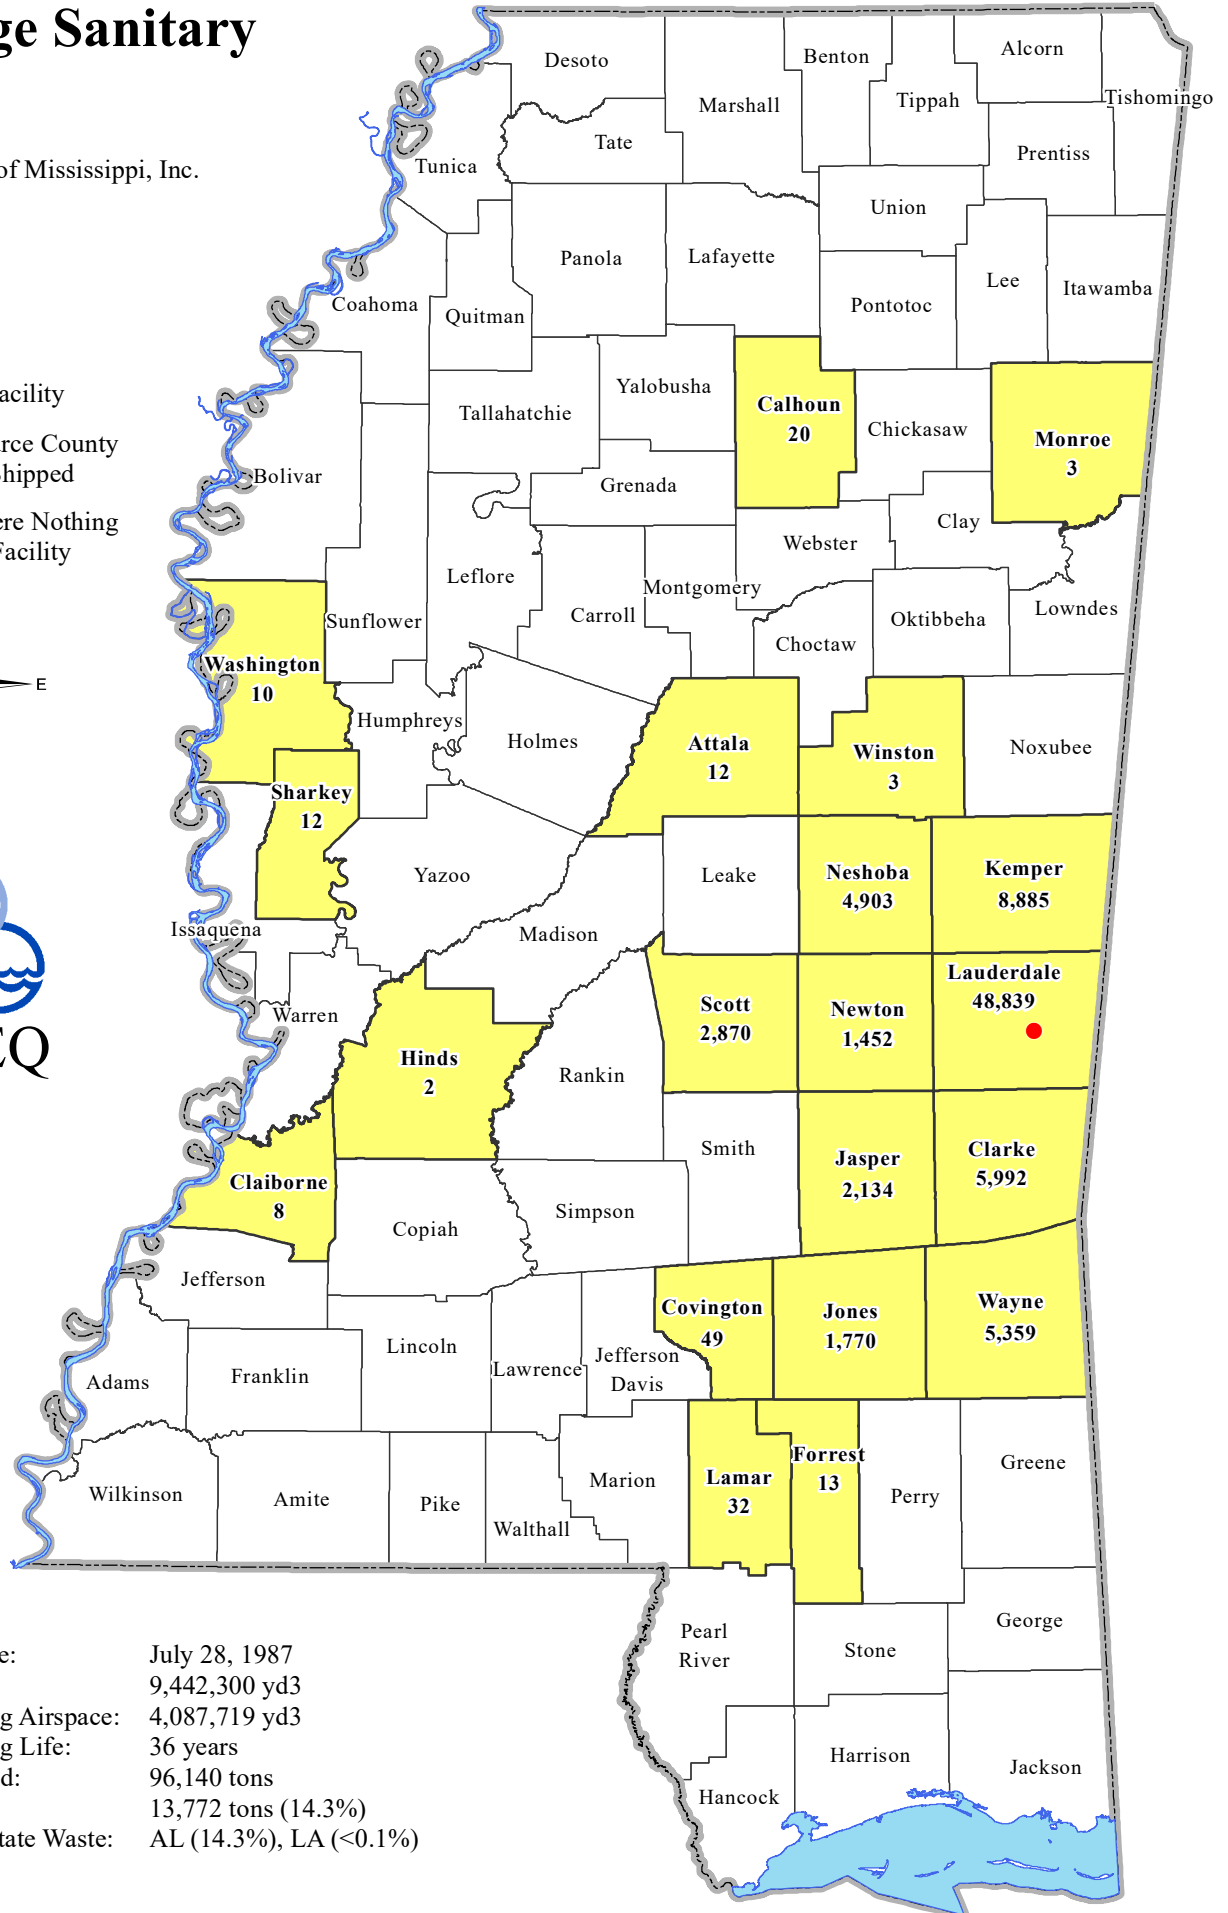 ge Sanitary
of Mississippi, Inc.
acility
rce County
Shipped
ere Nothing
Facility
E
EQ
Desoto
Benton
Alcorn
Marshall
Tippah
Tishomingo
Tate
Prentiss
Tunica
Union
Panola
Lafayette
Lee
Itawamba
Coahoma
Quitman
Pontotoc
Yalobusha
Tallahatchie
Calhoun
20
Chickasaw
Monroe
3
Bolivar
Grenada
Clay
Webster
Leflore
Montgomery
Carroll
Sunflower
Oktibbeha
Lowndes
Choctaw
Washington
10
Humphreys
Holmes
Attala
12
Winston
3
Noxubee
Sharkey
12
Yazoo
Leake
Neshoba
4,903
Kemper
8,885
Issaquena
Madison
Lauderdale
48,839
Scott
2,870
Newton
1,452
Warren
Hinds
2
Rankin
Smith
Jasper
2,134
Clarke
5,992
Claiborne
8
Copiah
Simpson
Jefferson
Covington
49
Jones
1,770
Wayne
5,359
Lincoln
Lawrence
Jefferson
Davis
Adams
Franklin
Forrest
13
Greene
Lamar
32
Marion
Perry
Wilkinson
Amite
Pike
Walthall
Pearl
River
Stone
George
Harrison
Jackson
Hancock
e: July 28, 1987
9,442,300 yd3
g Airspace: 4,087,719 yd3
g Life: 36 years
d: 96,140 tons
13,772 tons (14.3%)
tate Waste: AL (14.3%), LA (<0.1%)